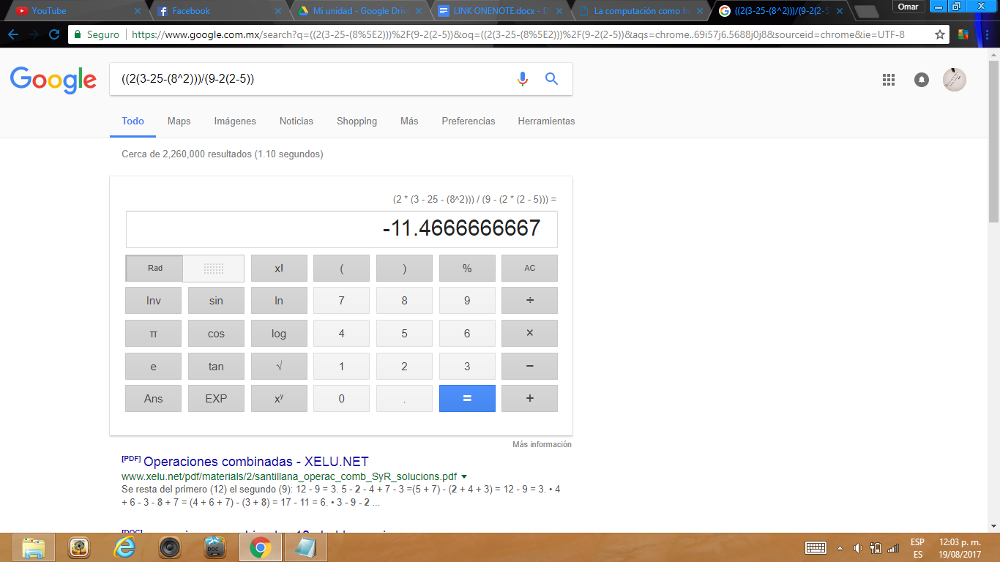 YouTube
Facebook
Mi unidad - Google Drive
LINK ONENOTE.docx - D
La computación como h
((2(3-25-(8^2)))/(9-2(2-5
Omar
Seguro
https://www.google.com.mx/search?q=((2(3-25-(8%5E2)))%2F(9-2(2-5))&oq=((2(3-25-(8%5E2)))%2F(9-2(2-5))&aqs=chrome..69i57j6.5688j0j8&sourceid=chrome&ie=UTF-8
Google
((2(3-25-(8^2)))/(9-2(2-5))
Todo Maps Imágenes Noticias Shopping Más Preferencias Herramientas
Cerca de 2,260,000 resultados (1.10 segundos)
(2 * (3 - 25 - (8^2))) / (9 - (2 * (2 - 5))) =
-11.4666666667
Rad x! ( ) % AC
Inv sin ln 7 8 9 ÷
π cos log 4 5 6 ×
e tan √ 1 2 3 −
Ans EXP xʸ 0 . = +
Más información
[PDF] Operaciones combinadas - XELU.NET
www.xelu.net/pdf/materials/2/santillana_operac_comb_SyR_solucions.pdf
Se resta del primero (12) el segundo (9): 12 - 9 = 3. 5 - 2 - 4 + 7 - 3 =(5 + 7) - (2 + 4 + 3) = 12 - 9 = 3. • 4
+ 6 - 3 - 8 + 7 = (4 + 6 + 7) - (3 + 8) = 17 - 11 = 6. • 3 - 9 - 2 ...
[DOC]
DOC
ESP
ES
12:03 p. m.
19/08/2017